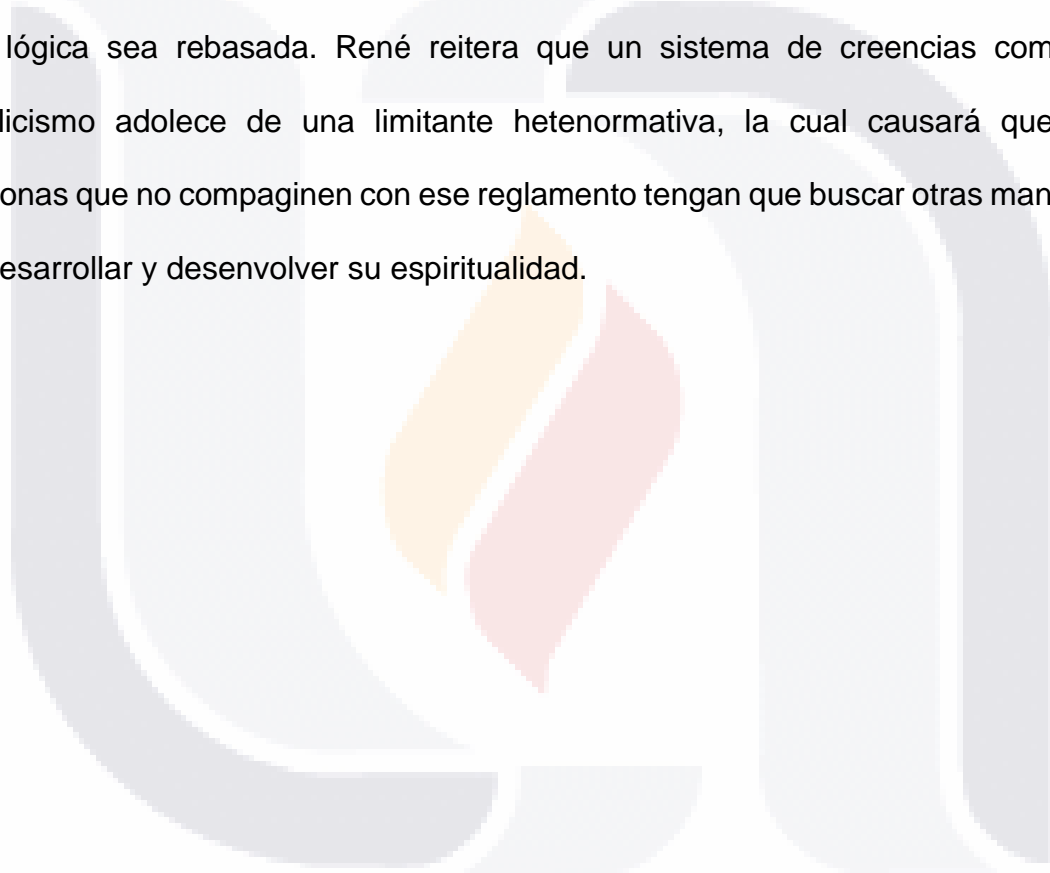 lógica sea rebasada. René reitera que un sistema de creencias com
licismo adolece de una limitante hetenormativa, la cual causará que
onas que no compaginen con ese reglamento tengan que buscar otras man
esarrollar y desenvolver su espiritualidad.